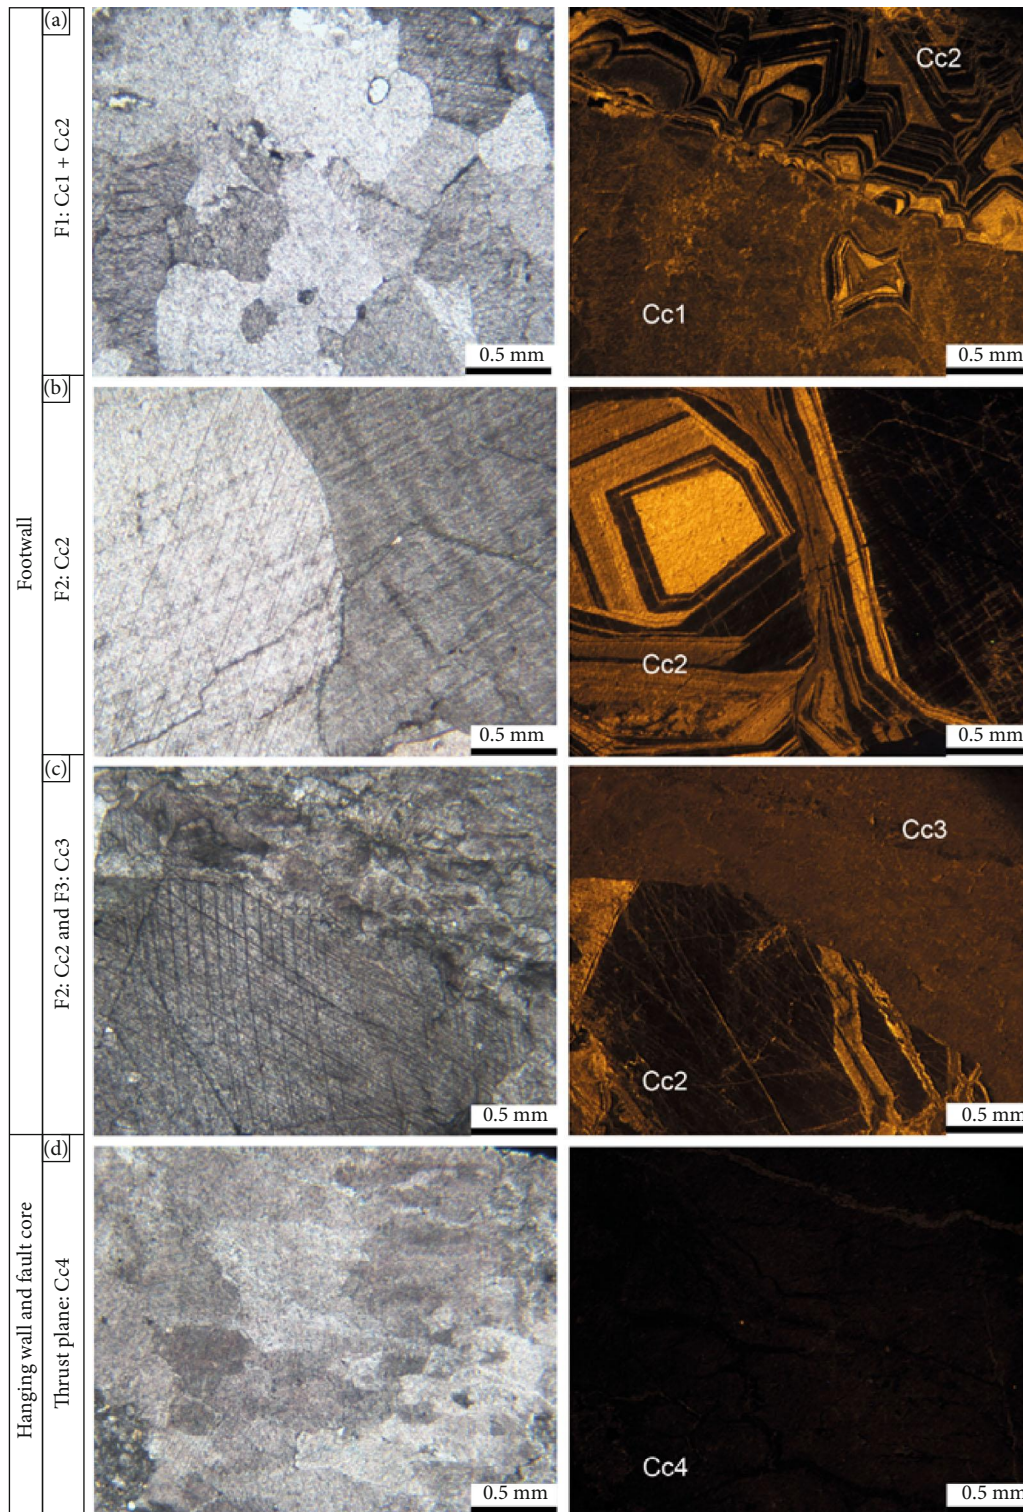 Footwall
F1: Cc1 + Cc2
(a)
0.5 mm
Cc2
Cc1
0.5 mm
F2: Cc2
(b)
0.5 mm
Cc2
0.5 mm
F2: Cc2 and F3: Cc3
(c)
0.5 mm
Cc3
Cc2
0.5 mm
Hanging wall and fault core
Thrust plane: Cc4
(d)
0.5 mm
Cc4
0.5 mm